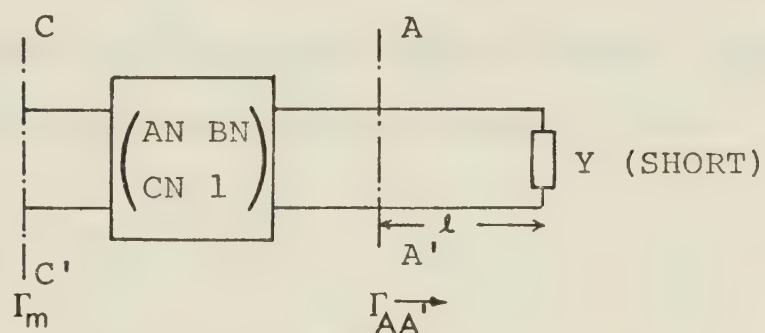 C A
AN BN
CN 1
Y (SHORT)
ℓ
C' A'
Γm ΓAA'